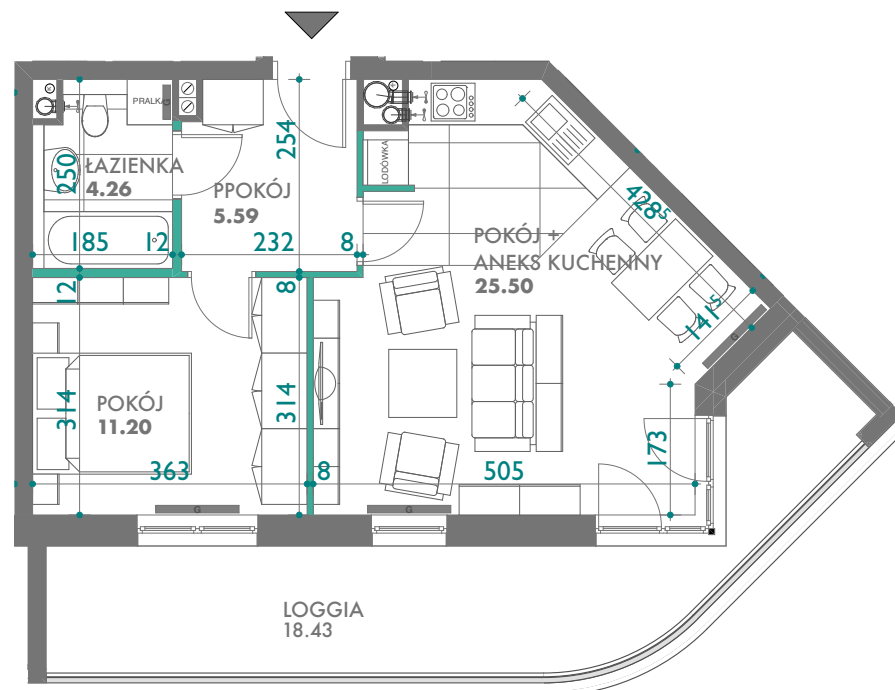 PRALKA
G
254
ŁAZIENKA
4.26
250
PPOKÓJ
5.59
LODÓWKA
428⁵
185
12
232
8
POKÓJ +
ANEKS KUCHENNY
25.50
12
8
141⁵
G
POKÓJ
11.20
314
314
173
363
8
505
G
G
LOGGIA
18.43